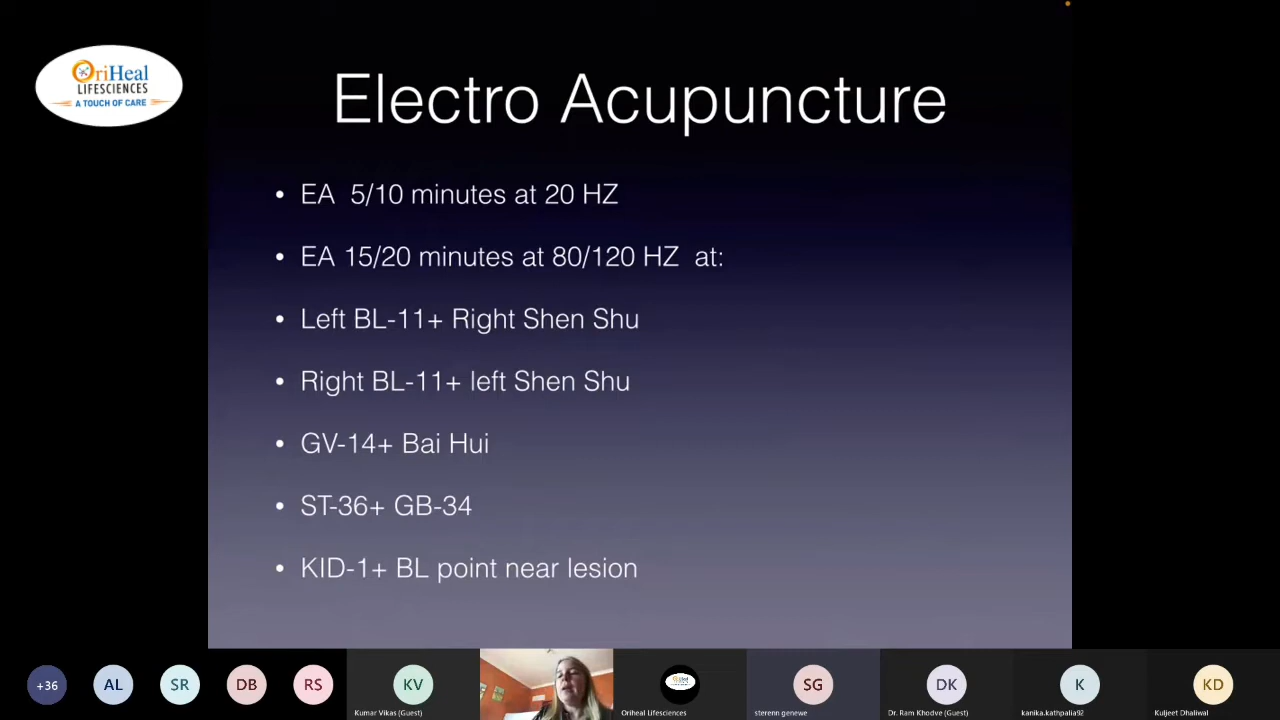 OriHeal
LIFESCIENCES
A TOUCH OF CARE
Electro Acupuncture
• EA 5/10 minutes at 20 HZ
• EA 15/20 minutes at 80/120 HZ at:
• Left BL-11+ Right Shen Shu
• Right BL-11+ left Shen Shu
• GV-14+ Bai Hui
• ST-36+ GB-34
• KID-1+ BL point near lesion
+36
AL
SR
DB
RS
KV
SG
DK
K
KD
Kumar Vikas (Guest)
Oriheal Lifesciences
sterenn genewe
Dr. Ram Khodve (Guest)
kanika.kathpalia92
Kuljeet Dhaliwal